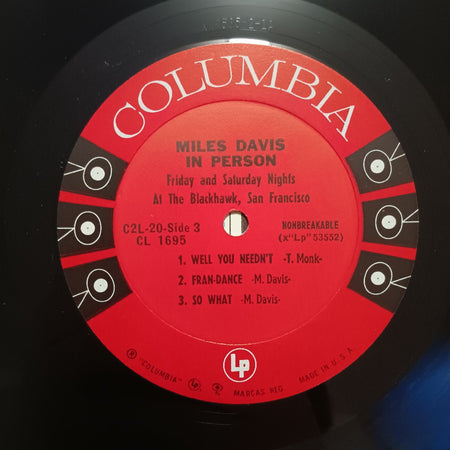 COLUMBIA
MILES DAVIS
IN PERSON
Friday and Saturday Nights
At The Blackhawk, San Francisco
C2L-20-Side 3
CL 1695
NONBREAKABLE
(x"Lp" 53552)
1. WELL YOU NEEDN'T -T. Monk-
2. FRAN-DANCE -M. Davis-
3. SO WHAT -M. Davis-
Lp
® "COLUMBIA" Lp ® MARCAS REG. MADE IN U. S. A.